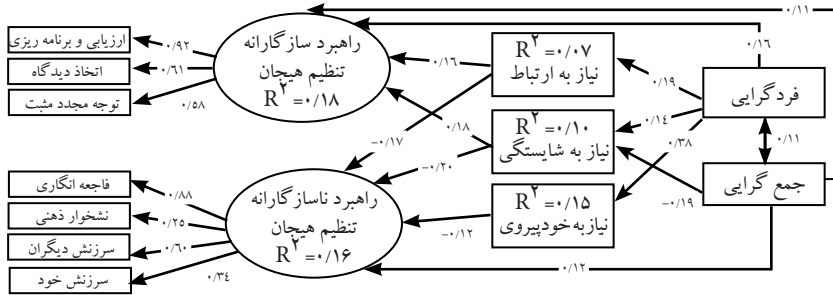 ۰/۱۱
۰/۱۶
فردگرایی
۰/۱۱
جمع گرایی
۰/۱۹
۰/۱۴
۰/۳۸
-۰/۱۹
R۲ =۰/۰۷
نیاز به ارتباط
R۲ =۰/۱۰
نیاز به شایستگی
R۲ =۰/۱۵
نیاز به خودپیروی
۰/۱۶
۰/۱۸
-۰/۱۷
-۰/۲۰
-۰/۱۲
۰/۱۲
راهبرد سازگارانه
تنظیم هیجان
R۲ =۰/۱۸
راهبرد ناسازگارانه
تنظیم هیجان
R۲ =۰/۱۶
۰/۹۲
۰/۶۱
۰/۵۸
ارزیابی و برنامه ریزی
اتخاذ دیدگاه
توجه مجدد مثبت
۰/۸۸
۰/۲۵
۰/۶۰
۰/۳۴
فاجعه انگاری
نشخوار ذهنی
سرزنش دیگران
سرزنش خود